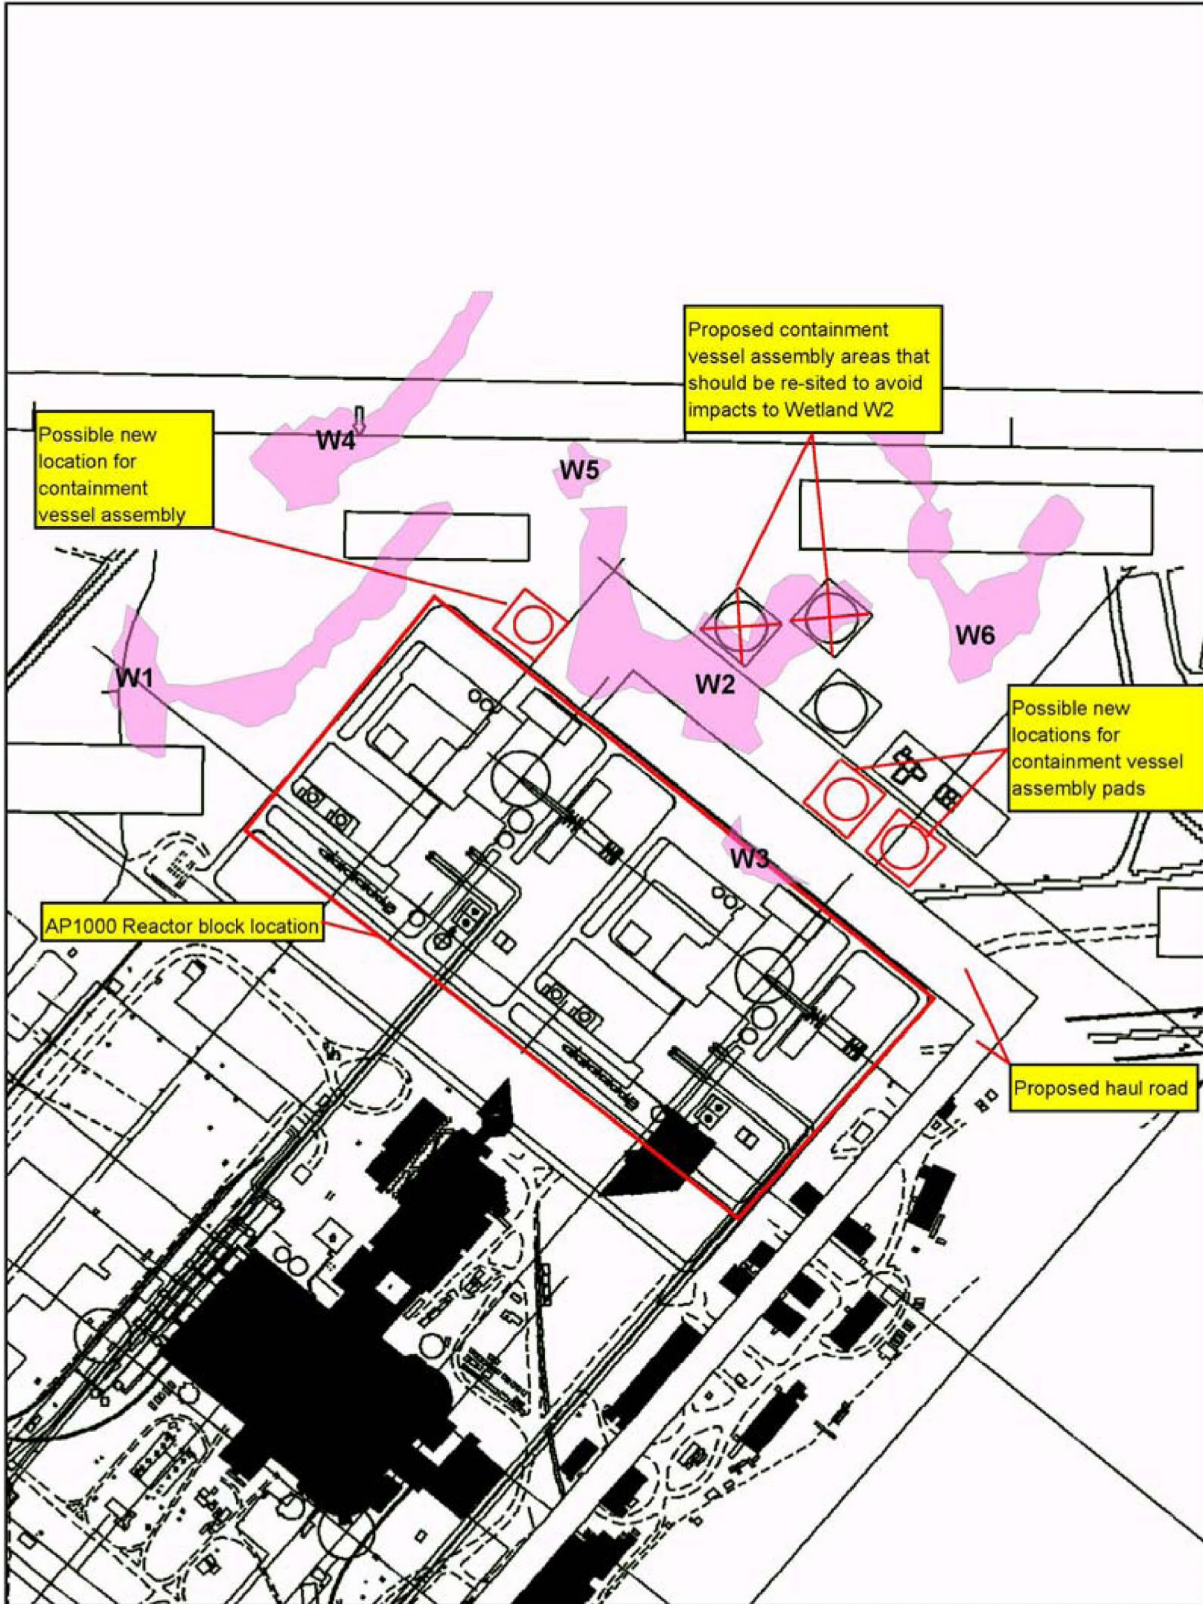 Proposed containment
vessel assembly areas that
should be re-sited to avoid
impacts to Wetland W2
Possible new
location for
containment
vessel assembly
W4
W5
W6
W1
W2
Possible new
locations for
containment vessel
assembly pads
W3
AP1000 Reactor block location
Proposed haul road